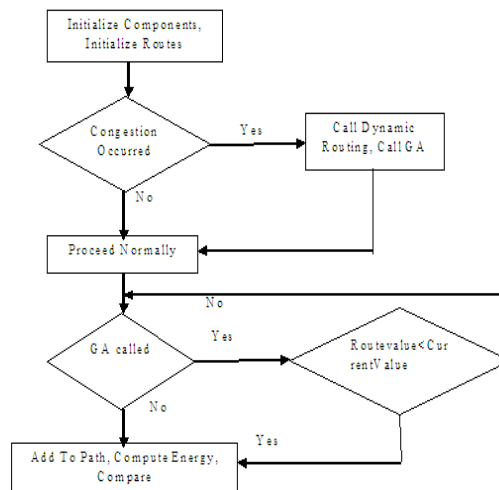 Initialize Components,
Initialize Routes
Congestion
Occurred
Yes
Call Dynamic
Routing, Call GA
No
Proceed Normally
No
GA called
Yes
Routevalue<Cur
rentValue
No
Yes
Add To Path, Compute Energy,
Compare